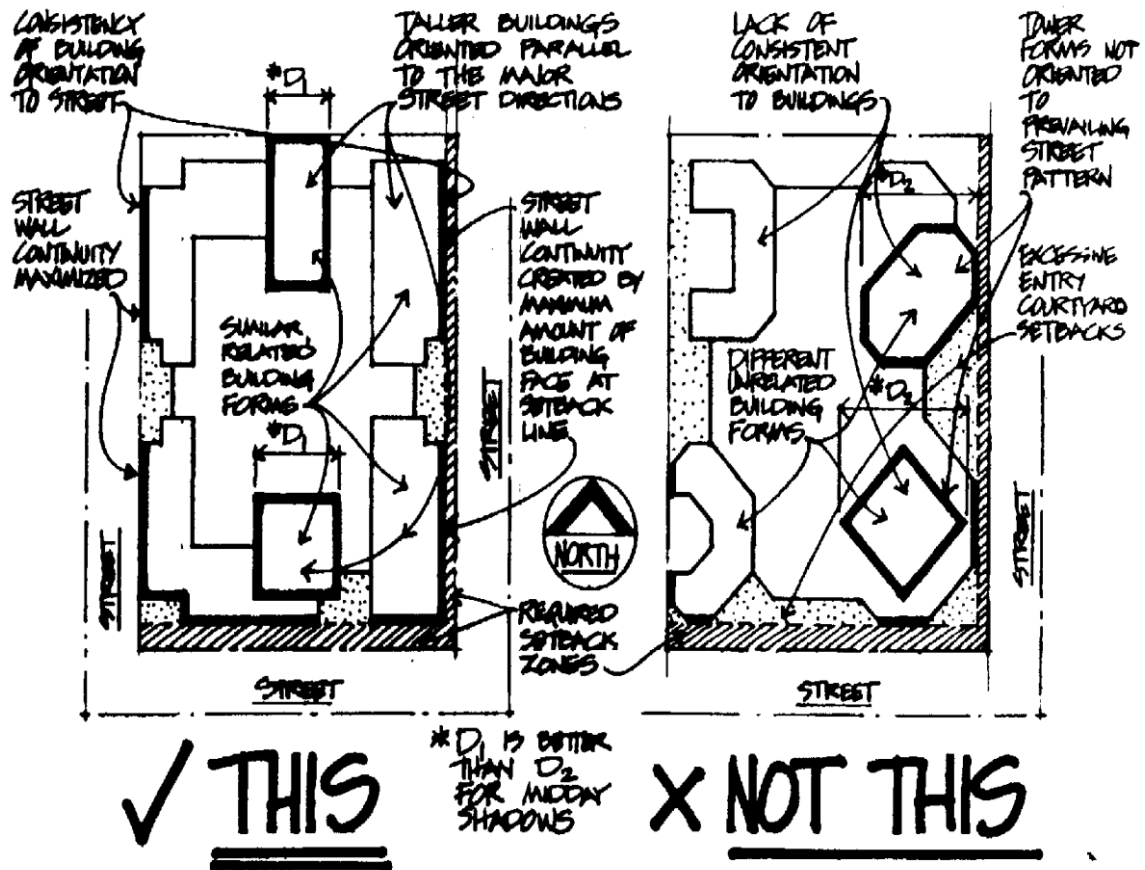 CONSISTENCY
OF BUILDING
ORIENTATION
TO STREET
*D1
TALLER BUILDINGS
ORIENTED PARALLEL
TO THE MAJOR
STREET DIRECTIONS
LACK OF
CONSISTENT
ORIENTATION
TO BUILDINGS
TOWER
FORMS NOT
ORIENTED
TO
PREVAILING
STREET
PATTERN
STREET
WALL
CONTINUITY
MAXIMIZED
STREET
WALL
CONTINUITY
CREATED BY
MAXIMUM
AMOUNT OF
BUILDING
FACE AT
SETBACK
LINE
*D2
EXCESSIVE
ENTRY
COURTYARD
SETBACKS
SIMILAR
RELATED
BUILDING
FORMS
*D1
STREET
DIFFERENT
UNRELATED
BUILDING
FORMS
*D2
STREET
NORTH
STREET
REQUIRED
SETBACK
ZONES
STREET
STREET
*D1 IS BETTER
THAN D2
FOR MIDDAY
SHADOWS
✓ THIS
X NOT THIS